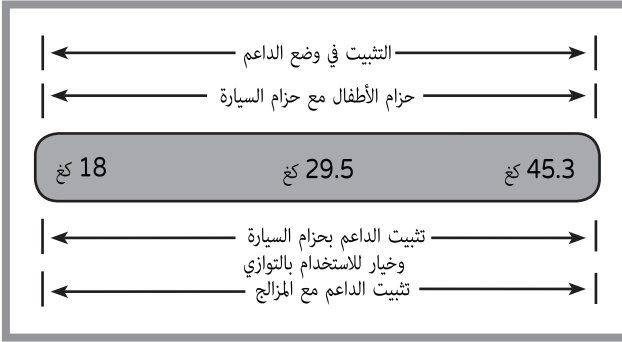 التثبيت في وضع الداعم
حزام الأطفال مع حزام السيارة
45.3 كغ
29.5 كغ
18 كغ
تثبيت الداعم بحزام السيارة
وخيار للاستخدام بالتوازي
تثبيت الداعم مع المزالج